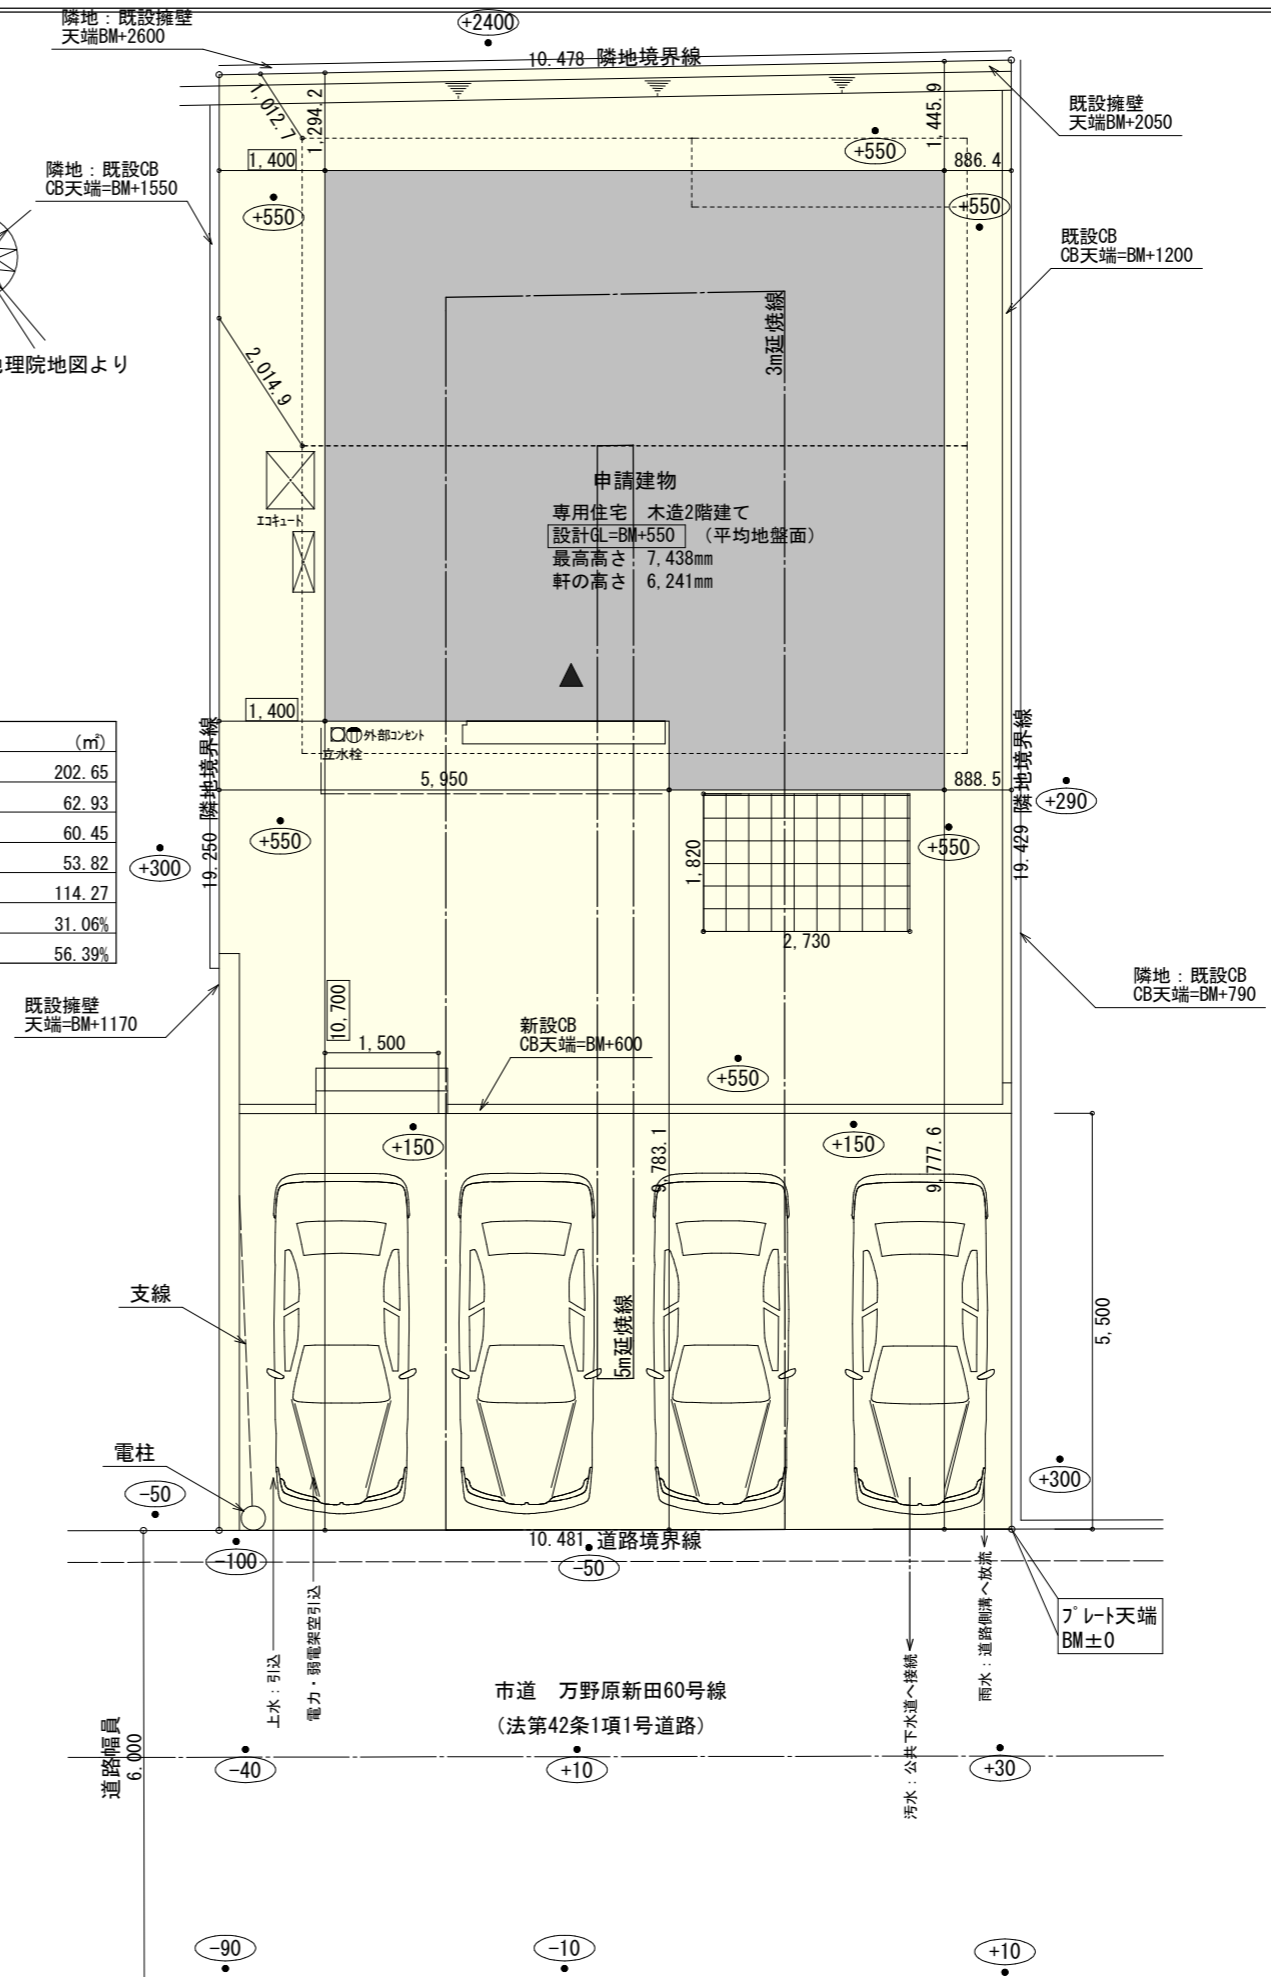 隣地：既設擁壁
天端BM+2600
+2400
10.478 隣地境界線
1,012.7
1,294.2
1,445.9
既設擁壁
天端BM+2050
+550
1,400
886.4
隣地：既設CB
CB天端=BM+1550
+550
+550
既設CB
CB天端=BM+1200
3m延焼線
理院地図より
2,014.9
申請建物
専用住宅　木造2階建て
設計GL=BM+550 （平均地盤面）
最高高さ　7,438mm
軒の高さ　6,241mm
エコキュート
1,400
外部コンセント
立水栓
5,950
888.5
(㎡)
202.65
62.93
60.45
53.82
114.27
31.06%
56.39%
19.250 隣地境界線
19.429 隣地境界線
+290
+550
+550
+300
1,820
2,730
隣地：既設CB
CB天端=BM+790
既設擁壁
天端=BM+1170
10,700
1,500
新設CB
CB天端=BM+600
+550
+150
+150
9,783.1
9,777.6
支線
5m延焼線
5,500
電柱
-50
+300
10.481 道路境界線
-100
-50
上水：引込
電力・弱電架空引込
汚水：公共下水道へ接続
雨水：道路側溝へ放流
プレート天端
BM±0
市道　万野原新田60号線
（法第42条1項1号道路）
道路幅員
6.000
-40
+10
+30
-90
-10
+10